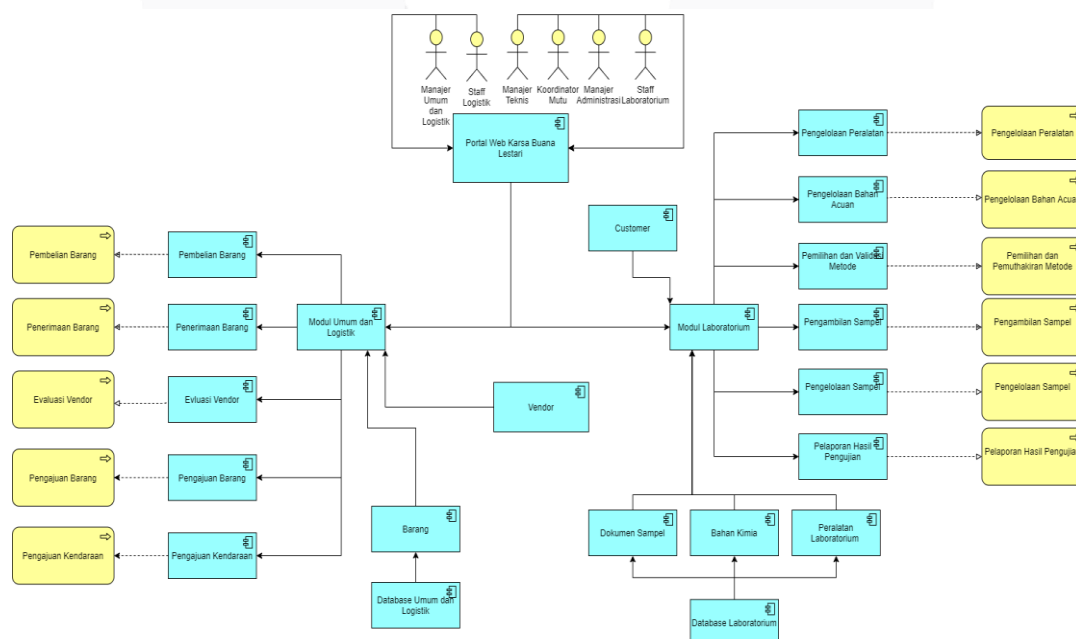 Manajer
Umum
dan
Logistik
Staff
Logistik
Manajer
Teknis
Koordinator
Mutu
Manajer
Administrasi
Staff
Laboratorium
Portal Web Karsa Buana
Lestari
Customer
Modul Umum dan
Logistik
Modul Laboratorium
Vendor
Pembelian Barang
Pembelian Barang
Penerimaan Barang
Penerimaan Barang
Evaluasi Vendor
Evluasi Vendor
Pengajuan Barang
Pengajuan Barang
Pengajuan Kendaraan
Pengajuan Kendaraan
Barang
Database Umum dan
Logistik
Pengelolaan Peralatan
Pengelolaan Peralatan
Pengelolaan Bahan
Acuan
Pengelolaan Bahan Acua
Pemilihan dan Validas
Metode
Pemilihan dan
Pemuthakiran Metode
Pengambilan Sampel
Pengambilan Sampel
Pengelolaan Sampel
Pengelolaan Sampel
Pelaporan Hasil
Pengujian
Pelaporan Hasil Penguji
Dokumen Sampel
Bahan Kimia
Peralatan
Laboratorium
Database Laboratorium